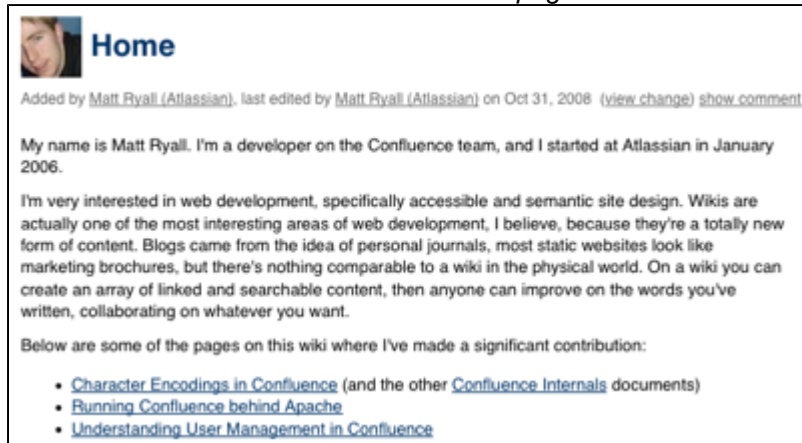 Home
Added by Matt Ryall (Atlassian), last edited by Matt Ryall (Atlassian) on Oct 31, 2008 (view change) show comment
My name is Matt Ryall. I'm a developer on the Confluence team, and I started at Atlassian in January
2006.
I'm very interested in web development, specifically accessible and semantic site design. Wikis are
actually one of the most interesting areas of web development, I believe, because they're a totally new
form of content. Blogs came from the idea of personal journals, most static websites look like
marketing brochures, but there's nothing comparable to a wiki in the physical world. On a wiki you can
create an array of linked and searchable content, then anyone can improve on the words you've
written, collaborating on whatever you want.
Below are some of the pages on this wiki where I've made a significant contribution:
• Character Encodings in Confluence (and the other Confluence Internals documents)
• Running Confluence behind Apache
• Understanding User Management in Confluence